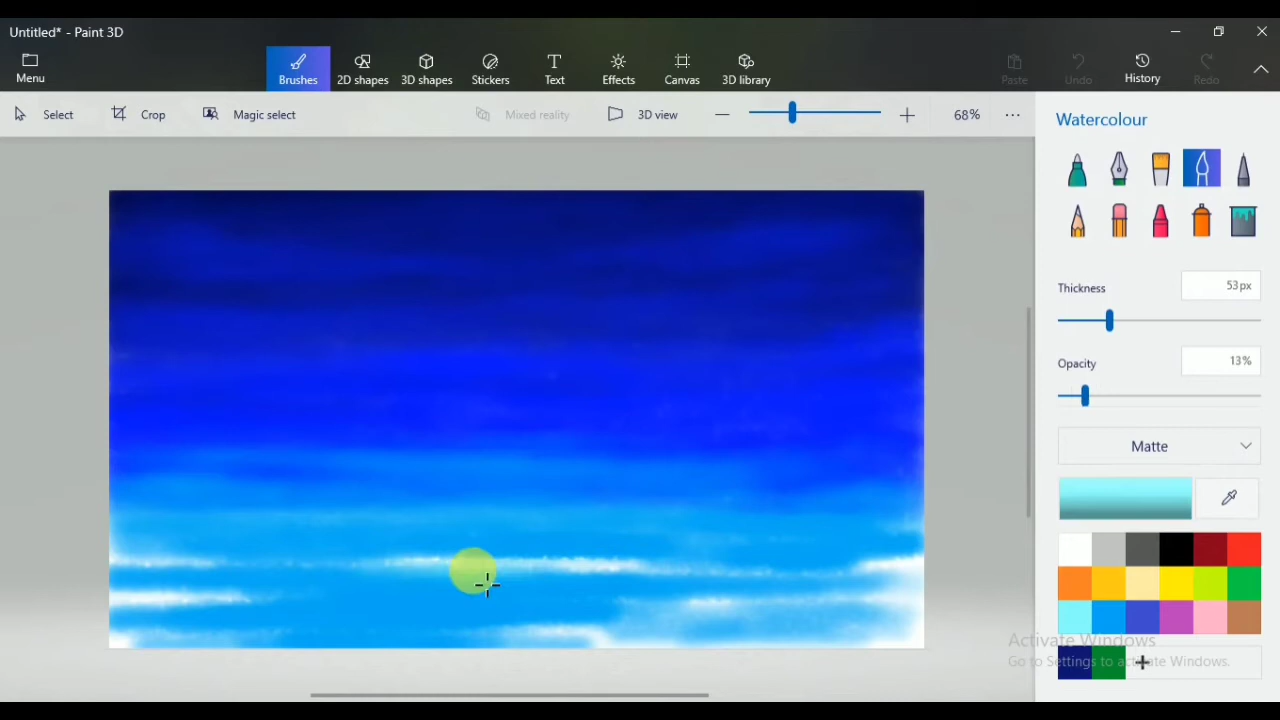 Untitled* - Paint 3D
Menu
Brushes
2D shapes
3D shapes
Stickers
Text
Effects
Canvas
3D library
Paste
Undo
History
Redo
Select
Crop
Magic select
Mixed reality
3D view
68%
Watercolour
Thickness
53px
Opacity
13%
Matte
Activate Windows
Go to Settings to activate Windows.